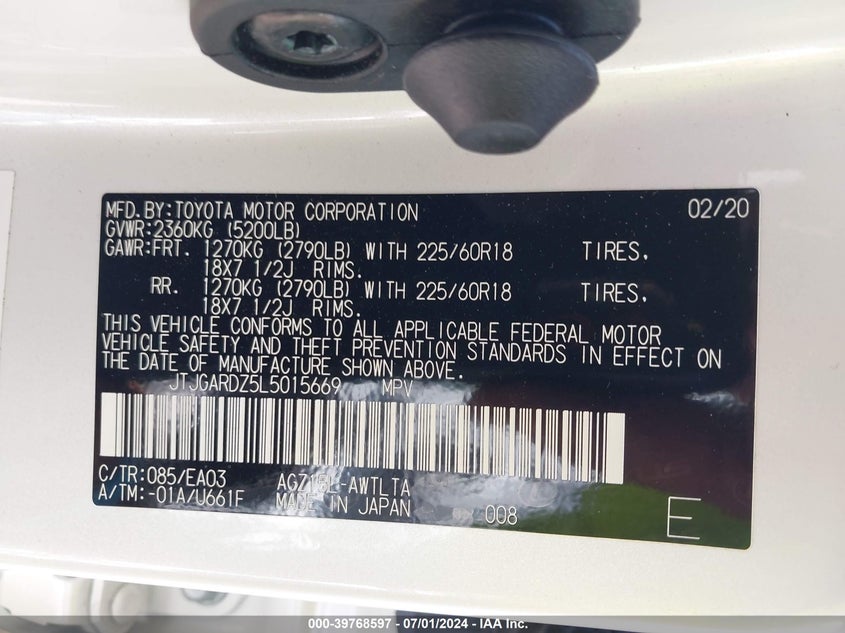 MFD.BY:TOYOTA MOTOR CORPORATION 02/20
GVWR:2360KG (5200LB)
GAWR:FRT. 1270KG (2790LB) WITH 225/60R18 TIRES.
18X7 1/2J RIMS.
RR. 1270KG (2790LB) WITH 225/60R18 TIRES.
18X7 1/2J RIMS.
THIS VEHICLE CONFORMS TO ALL APPLICABLE FEDERAL MOTOR
VEHICLE SAFETY AND THEFT PREVENTION STANDARDS IN EFFECT ON
THE DATE OF MANUFACTURE SHOWN ABOVE.
JTJGARDZ5L5015669 MPV
C/TR:085/EA03 AGZ15L-AWTLTA
A/TM:-01A/U661F MADE IN JAPAN 008 E
000-39768597 - 07/01/2024 - IAA Inc.